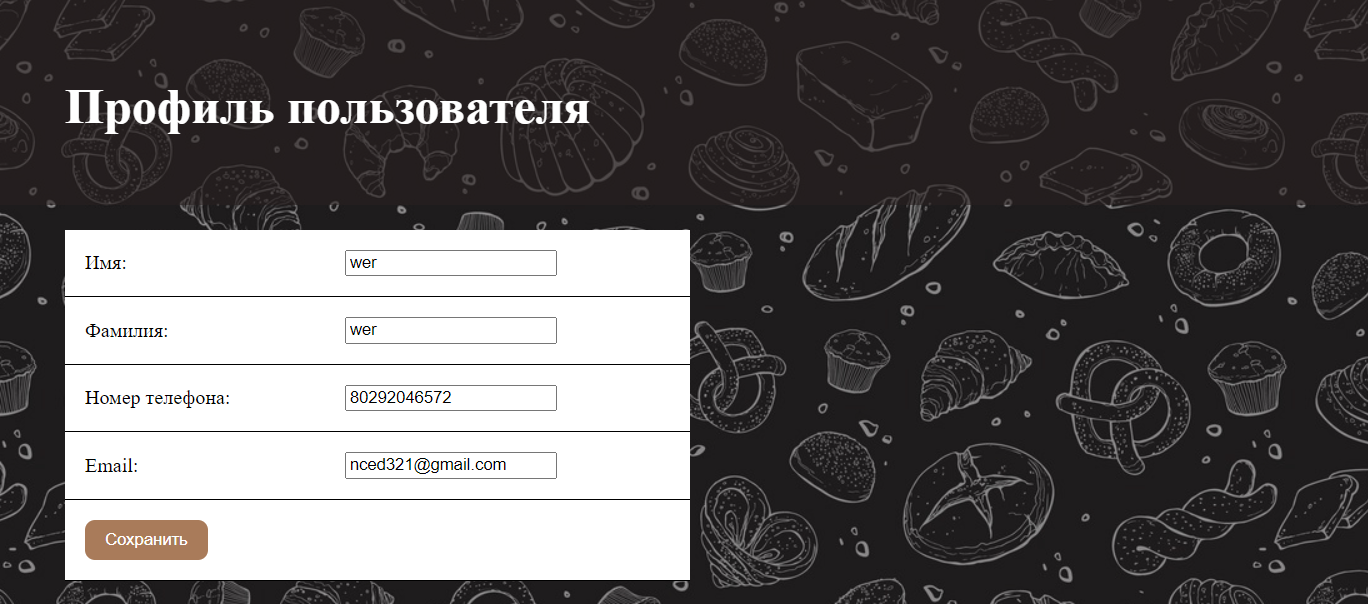 Профиль пользователя
Имя: wer
Фамилия: wer
Номер телефона: 80292046572
Email: nced321@gmail.com
Сохранить